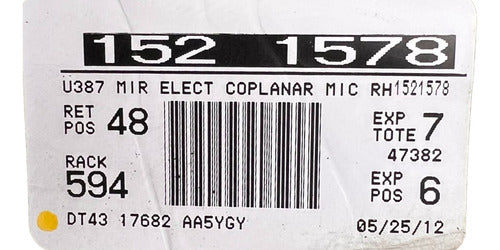 152 1578
U387 MIR ELECT COPLANAR MIC RH1521578
RET POS 48
EXP TOTE 7
47382
RACK 594
EXP POS 6
DT43 17682 AA5YGY
05/25/12